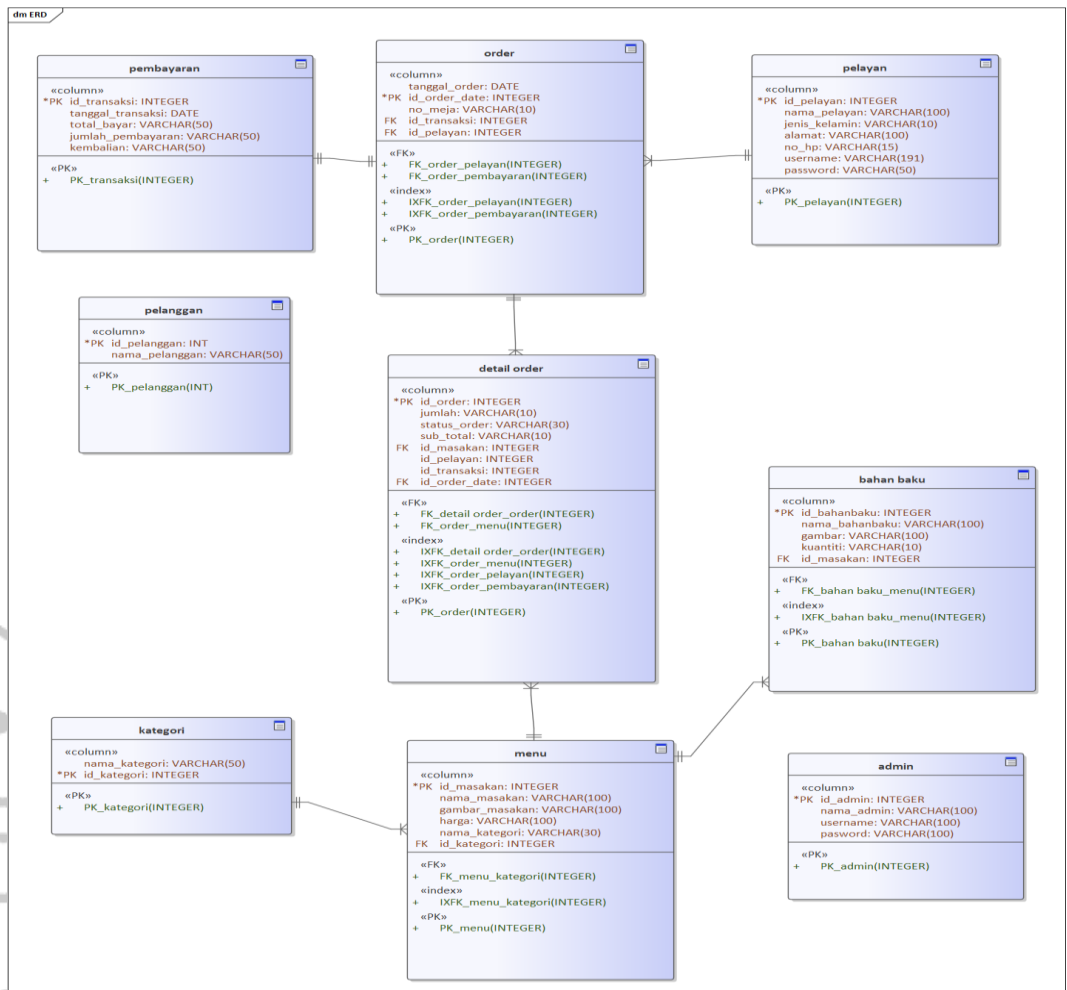 dm ERD
pembayaran
«column»
*PK id_transaksi: INTEGER
tanggal_transaksi: DATE
total_bayar: VARCHAR(50)
jumlah_pembayaran: VARCHAR(50)
kembalian: VARCHAR(50)
«PK»
+ PK_transaksi(INTEGER)
order
«column»
tanggal_order: DATE
*PK id_order_date: INTEGER
no_meja: VARCHAR(10)
FK id_transaksi: INTEGER
FK id_pelayan: INTEGER
«FK»
+ FK_order_pelayan(INTEGER)
+ FK_order_pembayaran(INTEGER)
«index»
+ IXFK_order_pelayan(INTEGER)
+ IXFK_order_pembayaran(INTEGER)
«PK»
+ PK_order(INTEGER)
pelayan
«column»
*PK id_pelayan: INTEGER
nama_pelayan: VARCHAR(100)
jenis_kelamin: VARCHAR(10)
alamat: VARCHAR(100)
no_hp: VARCHAR(15)
username: VARCHAR(191)
password: VARCHAR(50)
«PK»
+ PK_pelayan(INTEGER)
pelanggan
«column»
*PK id_pelanggan: INT
nama_pelanggan: VARCHAR(50)
«PK»
+ PK_pelanggan(INT)
detail order
«column»
*PK id_order: INTEGER
jumlah: VARCHAR(10)
status_order: VARCHAR(30)
sub_total: VARCHAR(10)
FK id_masakan: INTEGER
id_pelayan: INTEGER
id_transaksi: INTEGER
FK id_order_date: INTEGER
«FK»
+ FK_detail order_order(INTEGER)
+ FK_order_menu(INTEGER)
«index»
+ IXFK_detail order_order(INTEGER)
+ IXFK_order_menu(INTEGER)
+ IXFK_order_pelayan(INTEGER)
+ IXFK_order_pembayaran(INTEGER)
«PK»
+ PK_order(INTEGER)
bahan baku
«column»
*PK id_bahanbaku: INTEGER
nama_bahanbaku: VARCHAR(100)
gambar: VARCHAR(100)
kuantiti: VARCHAR(10)
FK id_masakan: INTEGER
«FK»
+ FK_bahan baku_menu(INTEGER)
«index»
+ IXFK_bahan baku_menu(INTEGER)
«PK»
+ PK_bahan baku(INTEGER)
kategori
«column»
nama_kategori: VARCHAR(50)
*PK id_kategori: INTEGER
«PK»
+ PK_kategori(INTEGER)
menu
«column»
*PK id_masakan: INTEGER
nama_masakan: VARCHAR(100)
gambar_masakan: VARCHAR(100)
harga: VARCHAR(100)
nama_kategori: VARCHAR(30)
FK id_kategori: INTEGER
«FK»
+ FK_menu_kategori(INTEGER)
«index»
+ IXFK_menu_kategori(INTEGER)
«PK»
+ PK_menu(INTEGER)
admin
«column»
*PK id_admin: INTEGER
nama_admin: VARCHAR(100)
username: VARCHAR(100)
pasword: VARCHAR(100)
«PK»
+ PK_admin(INTEGER)